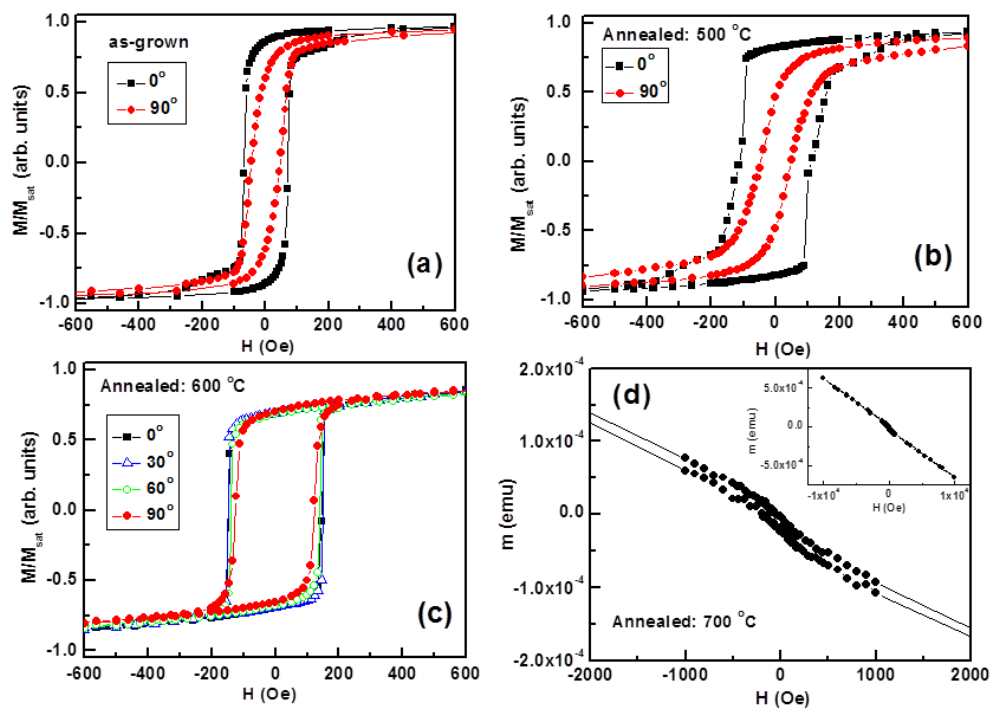 as-grown
0°
90°
(a)
M/M_sat (arb. units)
1.0
0.5
0.0
-0.5
-1.0
-600 -400 -200 0 200 400 600
H (Oe)
Annealed: 500 °C
0°
90°
(b)
M/M_sat (arb. units)
1.0
0.5
0.0
-0.5
-1.0
-600 -400 -200 0 200 400 600
H (Oe)
Annealed: 600 °C
0°
30°
60°
90°
(c)
M/M_sat (arb. units)
1.0
0.5
0.0
-0.5
-1.0
-600 -400 -200 0 200 400 600
H (Oe)
(d)
m (emu)
2.0x10⁻⁴
1.0x10⁻⁴
0.0
-1.0x10⁻⁴
-2.0x10⁻⁴
-2000 -1000 0 1000 2000
H (Oe)
Annealed: 700 °C
m (emu)
5.0x10⁻⁴
0.0
-5.0x10⁻⁴
-1x10⁴ 0 1x10⁴
H (Oe)